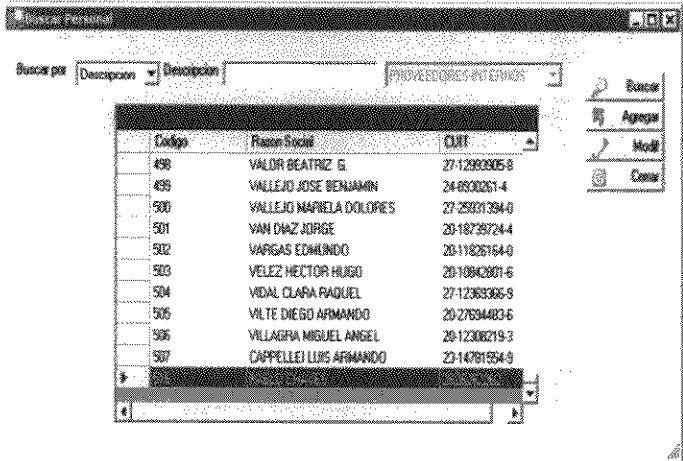 Buscar Personal
Buscar por Descripcion Descripcion PROVEEDORES INTERNOS
Buscar
Agregar
Modif
Cerrar
Codigo Razon Social CUIT
498 VALOR BEATRIZ G. 27-12993905-8
499 VALLEJO JOSE BENJAMIN 24-8930261-4
500 VALLEJO MARIELA DOLORES 27-25931394-0
501 VAN DIAZ JORGE 20-18739724-4
502 VARGAS EDMUNDO 20-11826164-0
503 VELEZ HECTOR HUGO 20-10842801-6
504 VIDAL CLARA RAQUEL 27-12369366-9
505 VILTE DIEGO ARMANDO 20-27694483-6
506 VILLAGRA MIGUEL ANGEL 20-12308219-3
507 CAPPELLEI LUIS ARMANDO 23-14791554-9